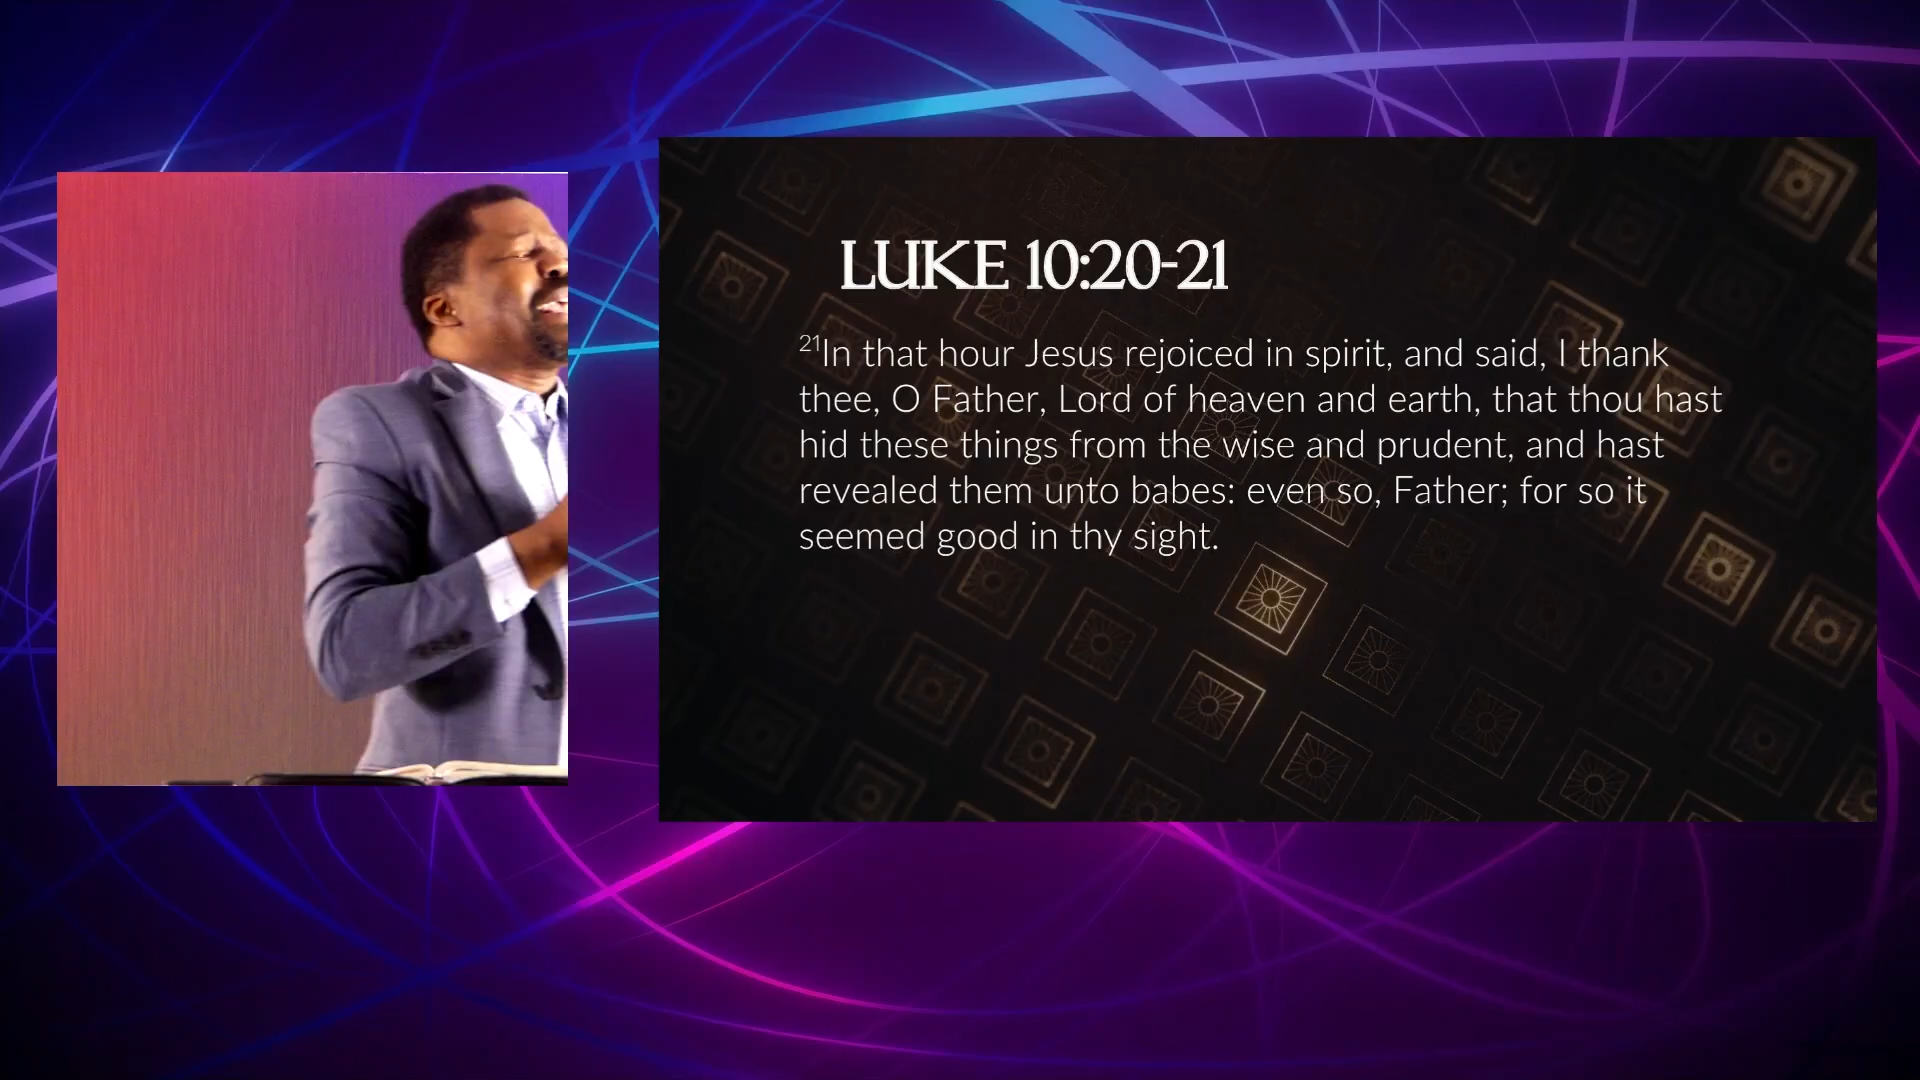 LUKE 10:20-21
21In that hour Jesus rejoiced in spirit, and said, I thank
thee, O Father, Lord of heaven and earth, that thou hast
hid these things from the wise and prudent, and hast
revealed them unto babes: even so, Father; for so it
seemed good in thy sight.